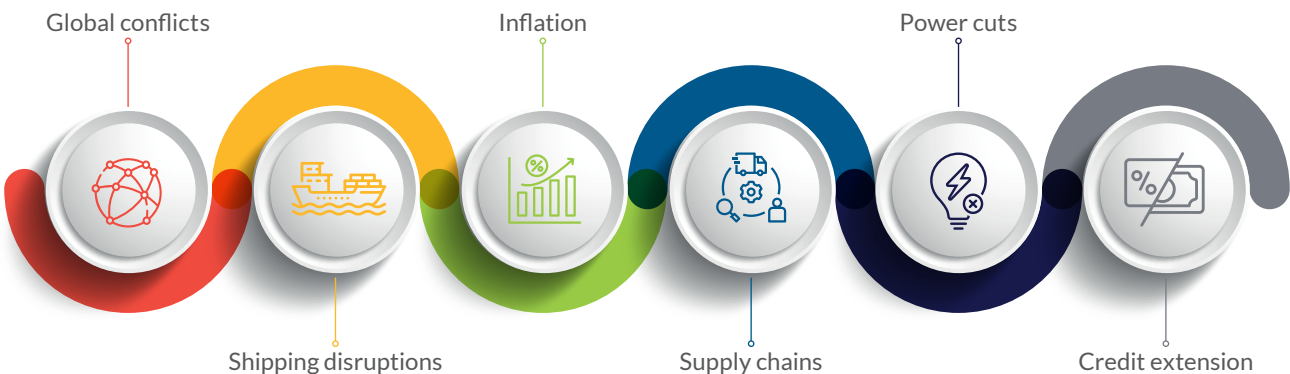 Global conflicts
Inflation
Power cuts
%
%
Shipping disruptions
Supply chains
Credit extension